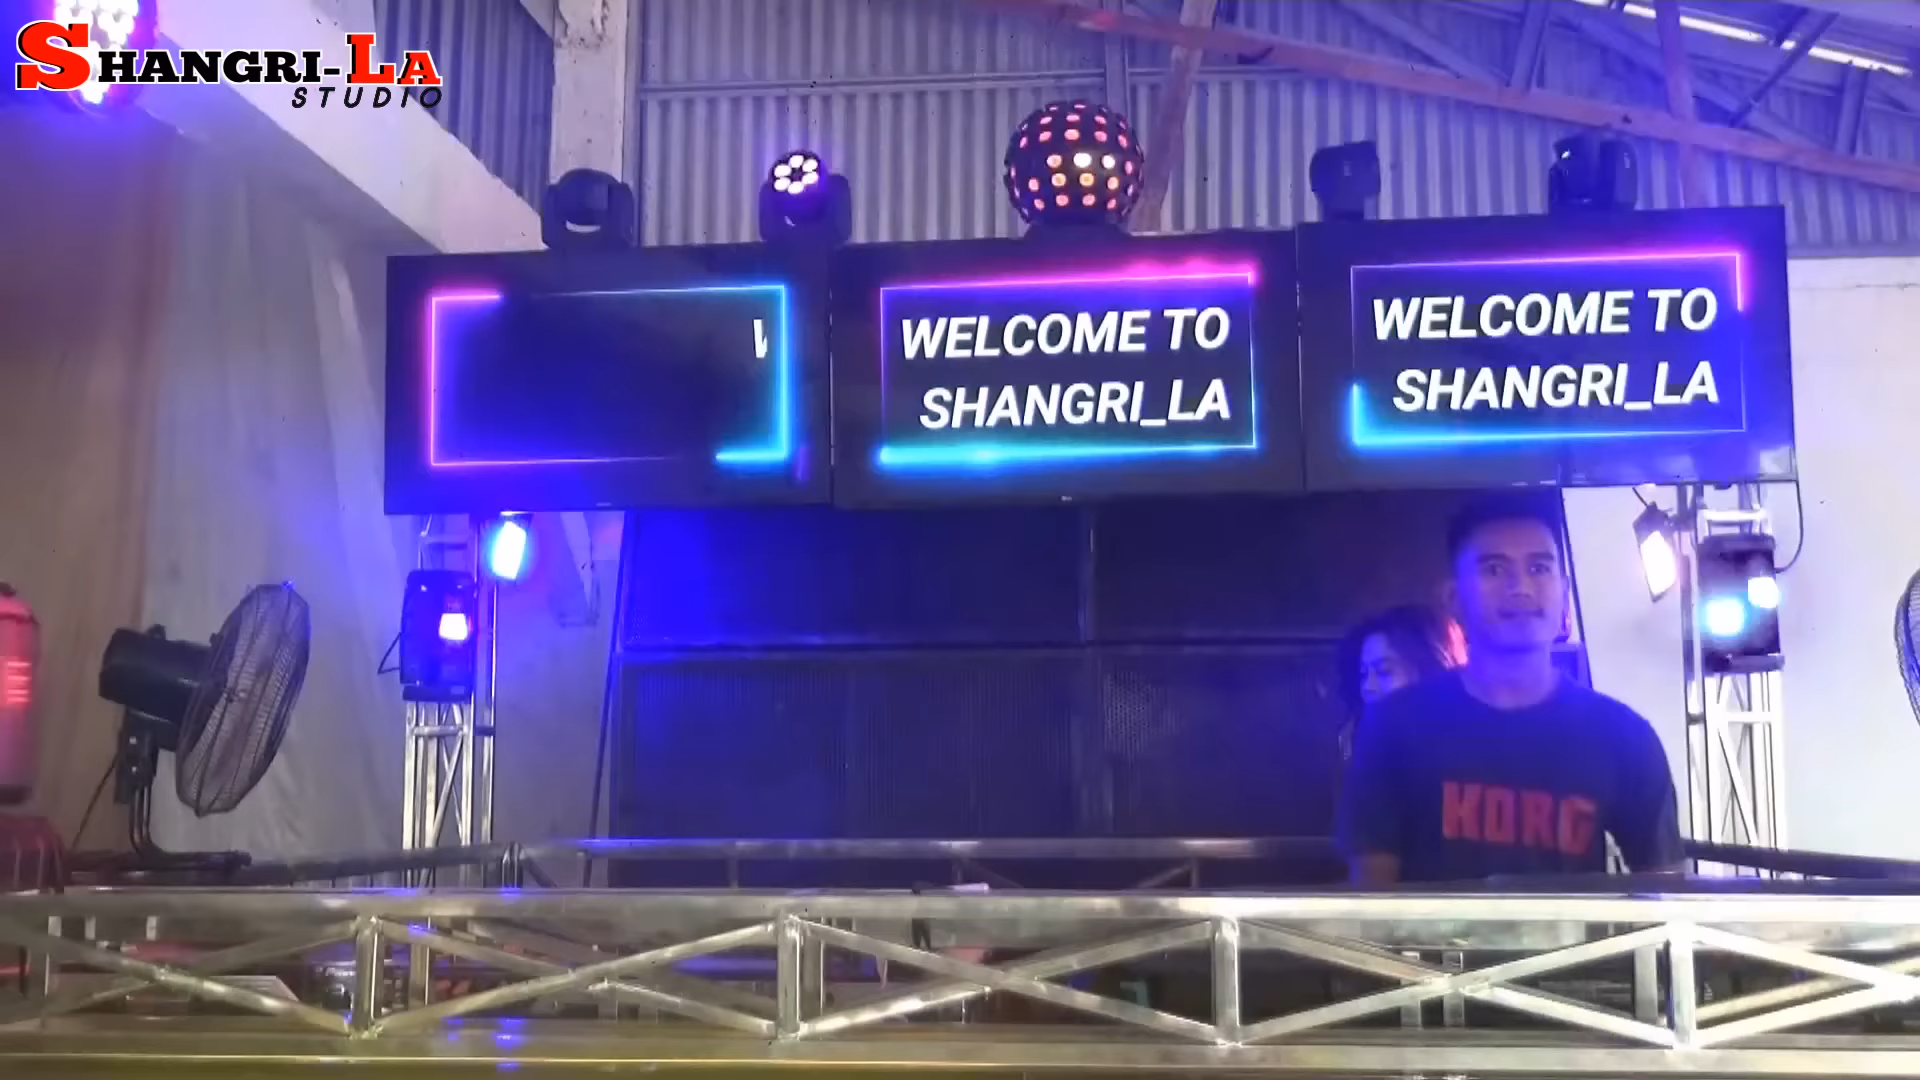 SHANGRI-LA
STUDIO
WELCOME TO
SHANGRI_LA
WELCOME TO
SHANGRI_LA
KORG